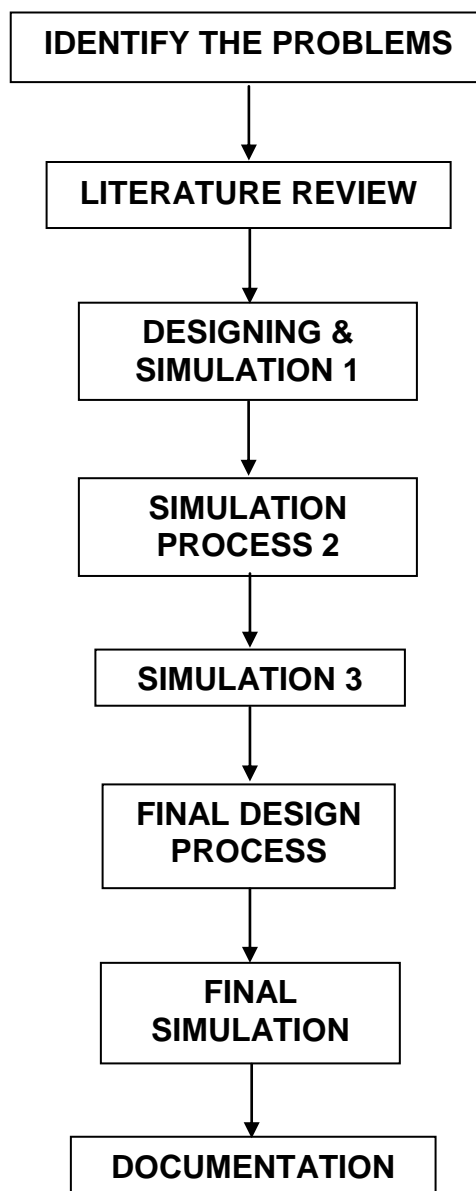 IDENTIFY THE PROBLEMS
LITERATURE REVIEW
DESIGNING &
SIMULATION 1
SIMULATION
PROCESS 2
SIMULATION 3
FINAL DESIGN
PROCESS
FINAL
SIMULATION
DOCUMENTATION